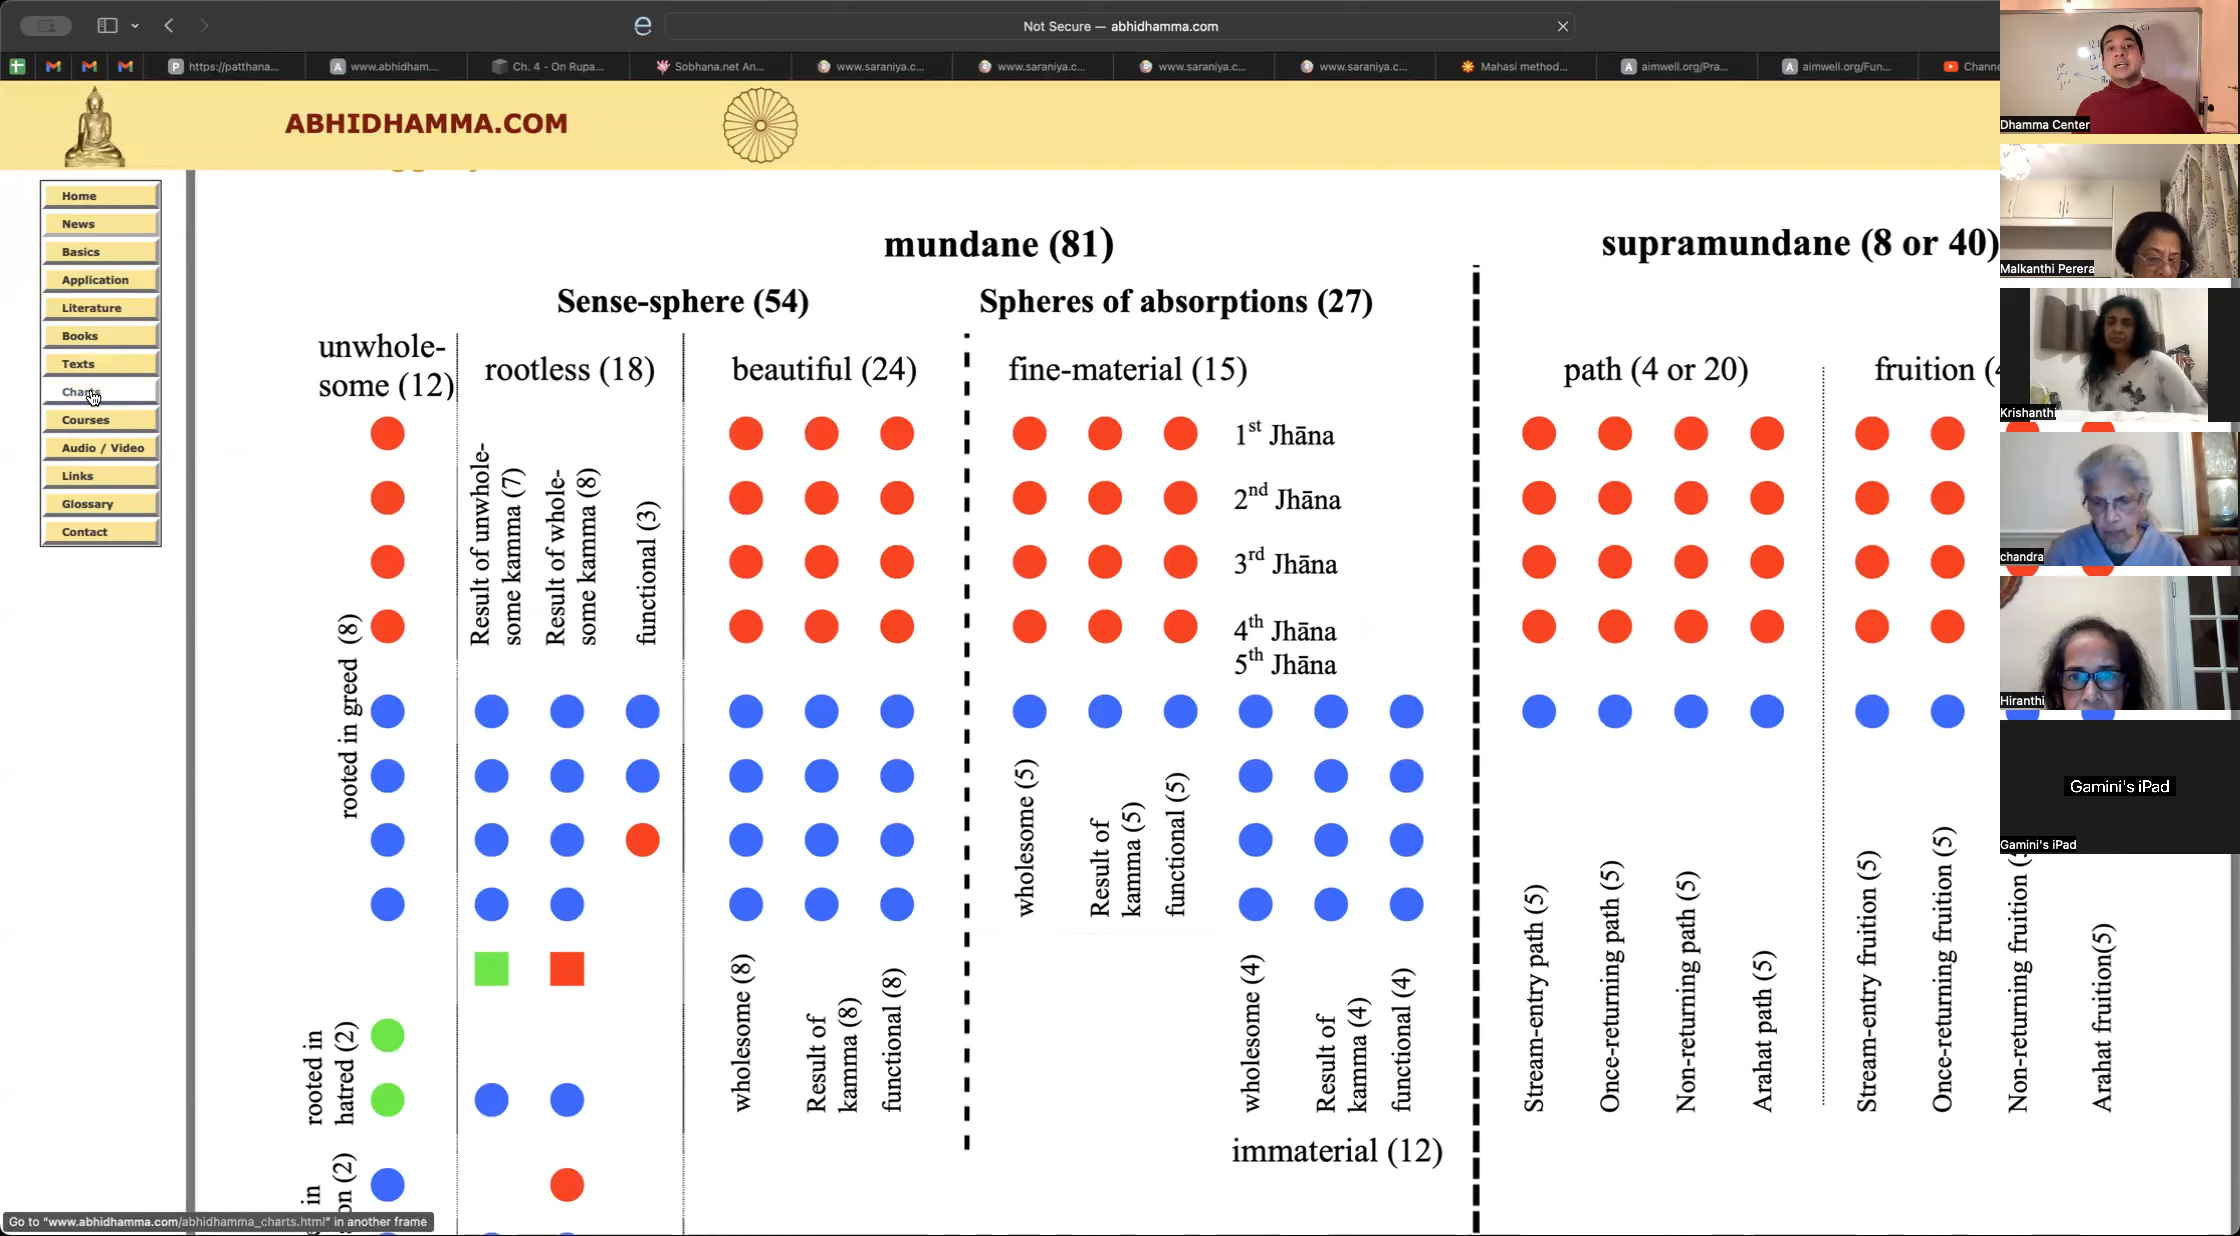 Not Secure — abhidhamma.com
https://patthana...
www.abhidham...
Ch. 4 - On Rupa...
Sobhana.net An...
www.saraniya.c...
www.saraniya.c...
www.saraniya.c...
www.saraniya.c...
Mahasi method...
aimwell.org/Pra...
aimwell.org/Fun...
Chann
ABHIDHAMMA.COM
Home
News
Basics
Application
Literature
Books
Texts
Charts
Courses
Audio / Video
Links
Glossary
Contact
mundane (81)
supramundane (8 or 40)
Sense-sphere (54)
Spheres of absorptions (27)
unwhole-
some (12)
rootless (18)
beautiful (24)
fine-material (15)
path (4 or 20)
fruition (4
Result of unwhole-
some kamma (7)
Result of whole-
some kamma (8)
functional (3)
1st Jhāna
2nd Jhāna
3rd Jhāna
4th Jhāna
5th Jhāna
rooted in greed (8)
wholesome (5)
Result of
kamma (5)
functional (5)
wholesome (8)
Result of
kamma (8)
functional (8)
wholesome (4)
Result of
kamma (4)
functional (4)
Stream-entry path (5)
Once-returning path (5)
Non-returning path (5)
Arahat path (5)
Stream-entry fruition (5)
Once-returning fruition (5)
Non-returning fruition (
Arahat fruition(5)
rooted in
hatred (2)
in
on (2)
immaterial (12)
Go to "www.abhidhamma.com/abhidhamma_charts.html" in another frame
Dhamma Center
Malkanthi Perera
Krishanthi
chandra
Hiranthi
Gamini's iPad
Gamini's iPad